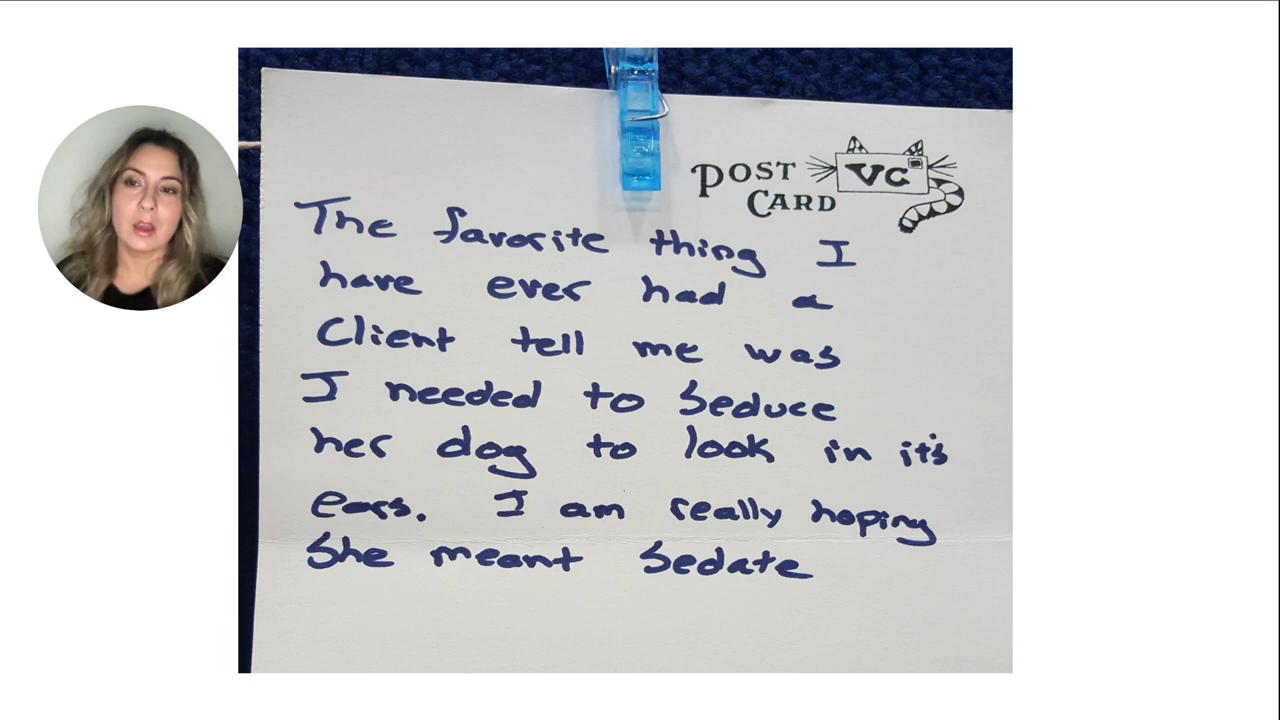 POST
CARD
VC
The favorite thing I
have ever had a
Client tell me was
I needed to seduce
her dog to look in it's
ears. I am really hoping
She meant Sedate